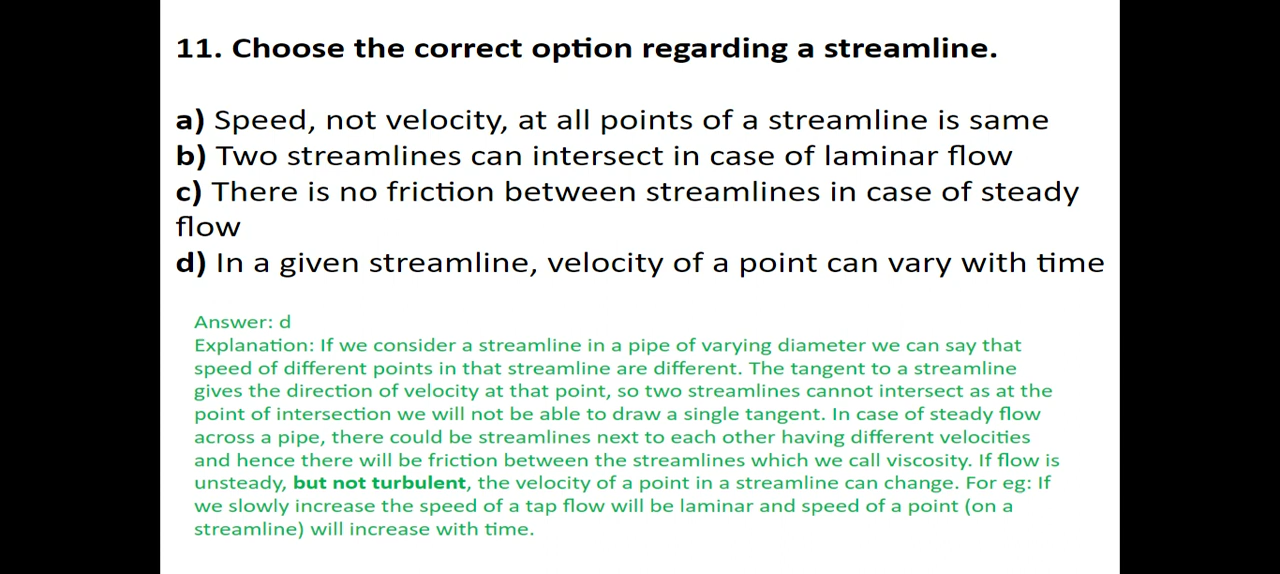 11. Choose the correct option regarding a streamline.
a) Speed, not velocity, at all points of a streamline is same
b) Two streamlines can intersect in case of laminar flow
c) There is no friction between streamlines in case of steady
flow
d) In a given streamline, velocity of a point can vary with time
Answer: d
Explanation: If we consider a streamline in a pipe of varying diameter we can say that
speed of different points in that streamline are different. The tangent to a streamline
gives the direction of velocity at that point, so two streamlines cannot intersect as at the
point of intersection we will not be able to draw a single tangent. In case of steady flow
across a pipe, there could be streamlines next to each other having different velocities
and hence there will be friction between the streamlines which we call viscosity. If flow is
unsteady, but not turbulent, the velocity of a point in a streamline can change. For eg: If
we slowly increase the speed of a tap flow will be laminar and speed of a point (on a
streamline) will increase with time.